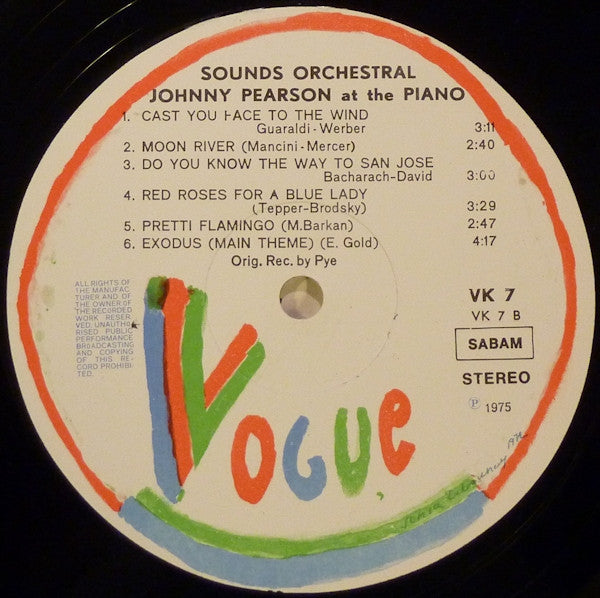 SOUNDS ORCHESTRAL
JOHNNY PEARSON at the PIANO
1. CAST YOU FACE TO THE WIND
Guaraldi-Werber 3:11
2. MOON RIVER (Mancini-Mercer) 2:40
3. DO YOU KNOW THE WAY TO SAN JOSE
Bacharach-David 3:00
4. RED ROSES FOR A BLUE LADY
(Tepper-Brodsky) 3:29
5. PRETTI FLAMINGO (M.Barkan) 2:47
6. EXODUS (MAIN THEME) (E. Gold) 4:17
Orig. Rec. by Pye
ALL RIGHTS OF
THE MANUFAC-
TURER AND OF
THE OWNER OF
THE RECORDED
WORK RESER
VED. UNAUTHO
RISED PUBLIC
PERFORMANCE
BROADCASTING
AND COPYING
OF THIS RE-
CORD PROHIBI
TED.
VK 7
VK 7 B
SABAM
STEREO
℗ 1975
VOGUE